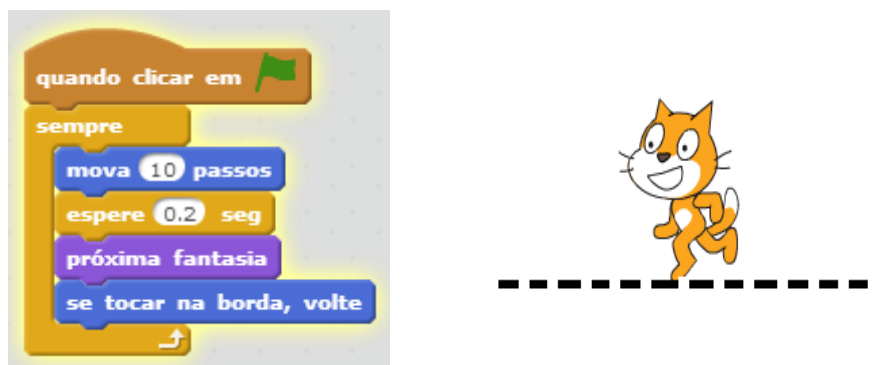 quando clicar em
sempre
mova 10 passos
espere 0.2 seg
próxima fantasia
se tocar na borda, volte